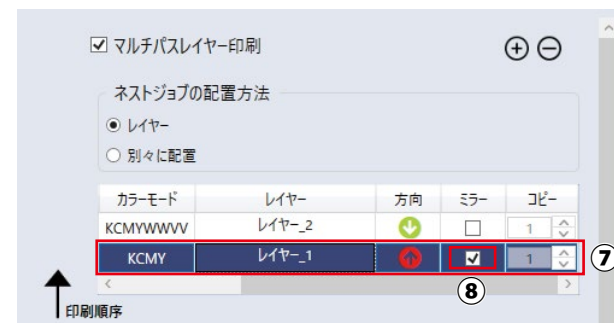 マルチパスレイヤー印刷
ネストジョブの配置方法
レイヤー
別々に配置
カラーモード レイヤー 方向 ミラー コピー
KCMYWWVV レイヤー_2 1
KCMY レイヤー_1 1 ⑦
⑧
印刷順序